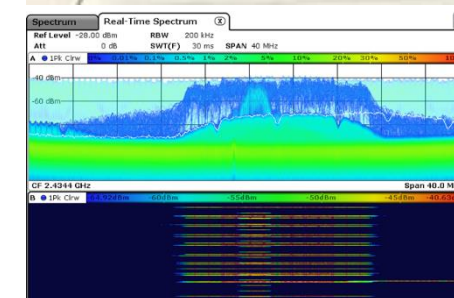 Spectrum Real-Time Spectrum X
Ref Level -28.00 dBm RBW 200 kHz
Att 0 dB SWT(F) 30 ms SPAN 40 MHz
A 1Pk Clrw 0% 0.01% 0.1% 0.5% 1% 2% 5% 10% 20% 30% 50%
-40 dBm
-60 dBm
CF 2.4344 GHz Span 40.0 M
B 1Pk Clrw -60dBm -55dBm -50dBm -45dBm